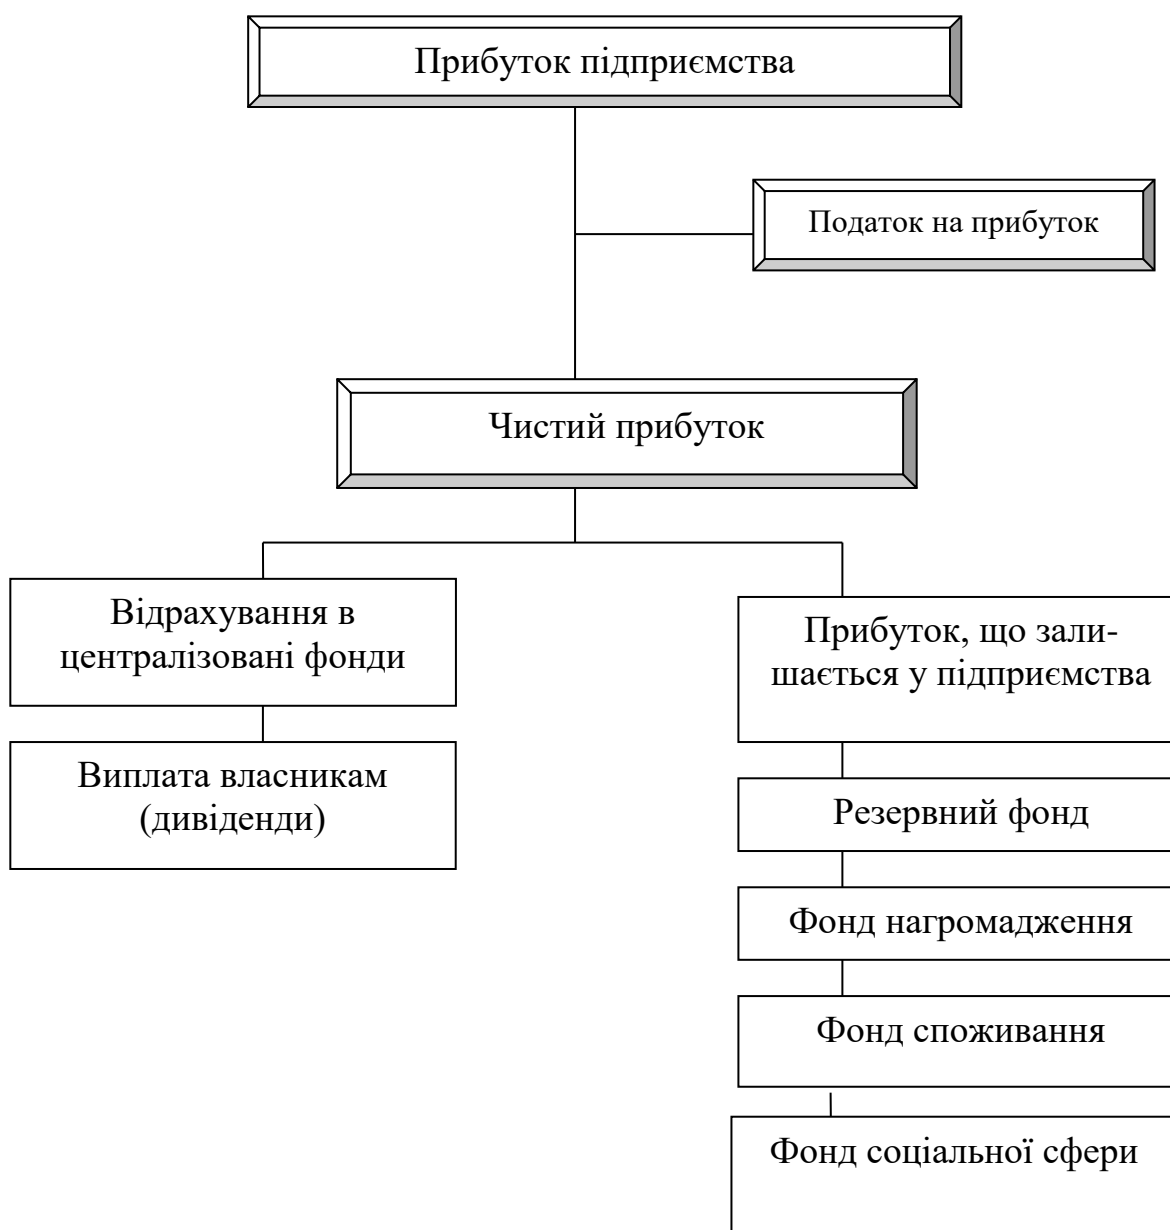 Прибуток підприємства
Податок на прибуток
Чистий прибуток
Відрахування в
централізовані фонди
Виплата власникам
(дивіденди)
Прибуток, що зали-
шається у підприємства
Резервний фонд
Фонд нагромадження
Фонд споживання
Фонд соціальної сфери